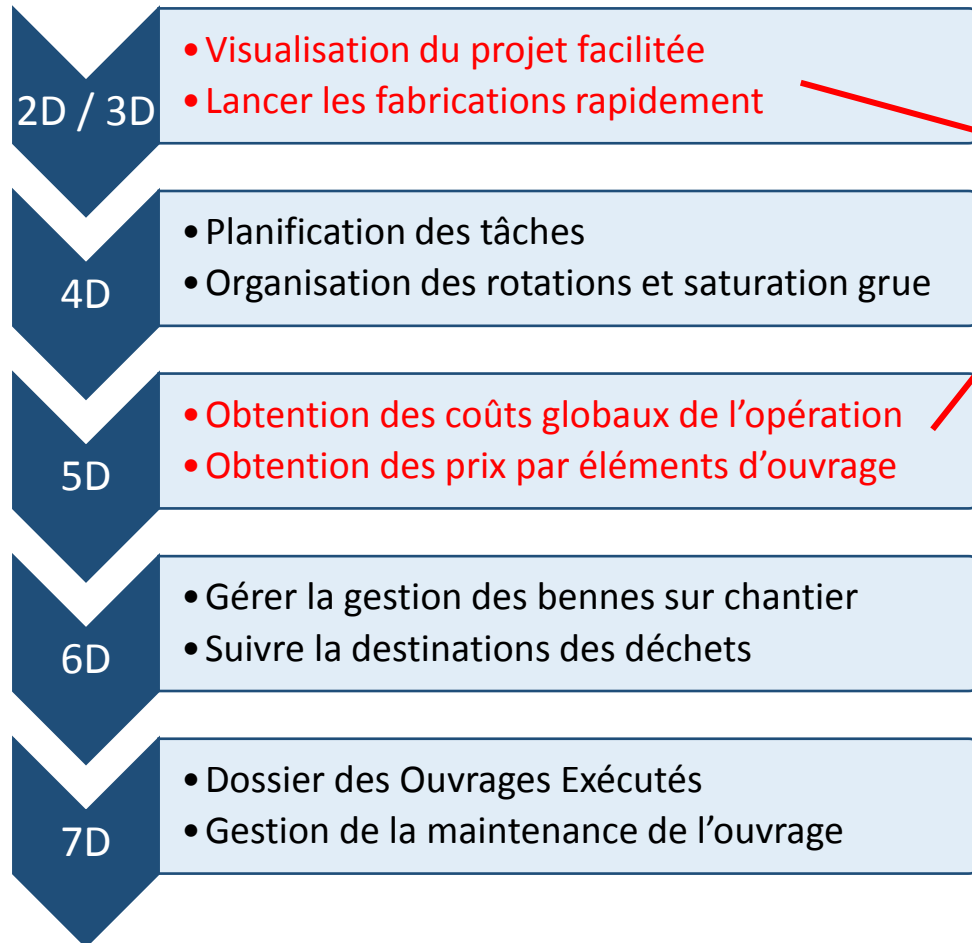 2D / 3D
• Visualisation du projet facilitée
• Lancer les fabrications rapidement
4D
• Planification des tâches
• Organisation des rotations et saturation grue
5D
• Obtention des coûts globaux de l’opération
• Obtention des prix par éléments d’ouvrage
6D
• Gérer la gestion des bennes sur chantier
• Suivre la destinations des déchets
7D
• Dossier des Ouvrages Exécutés
• Gestion de la maintenance de l’ouvrage